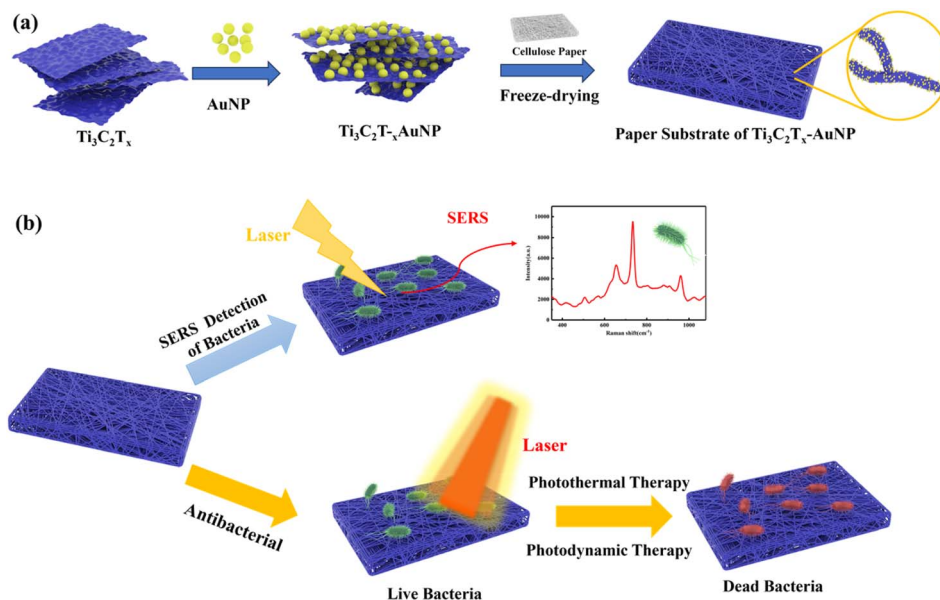 (a)
Cellulose Paper
AuNP
Freeze-drying
Ti₃C₂Tₓ
Ti₃C₂T-ₓAuNP
Paper Substrate of Ti₃C₂Tₓ-AuNP
(b)
Laser
SERS
10000
8000
6000
4000
2000
0
Intensity(a.u.)
400
600
800
1000
Raman shift(cm⁻¹)
SERS Detection
of Bacteria
Antibacterial
Laser
Photothermal Therapy
Photodynamic Therapy
Live Bacteria
Dead Bacteria